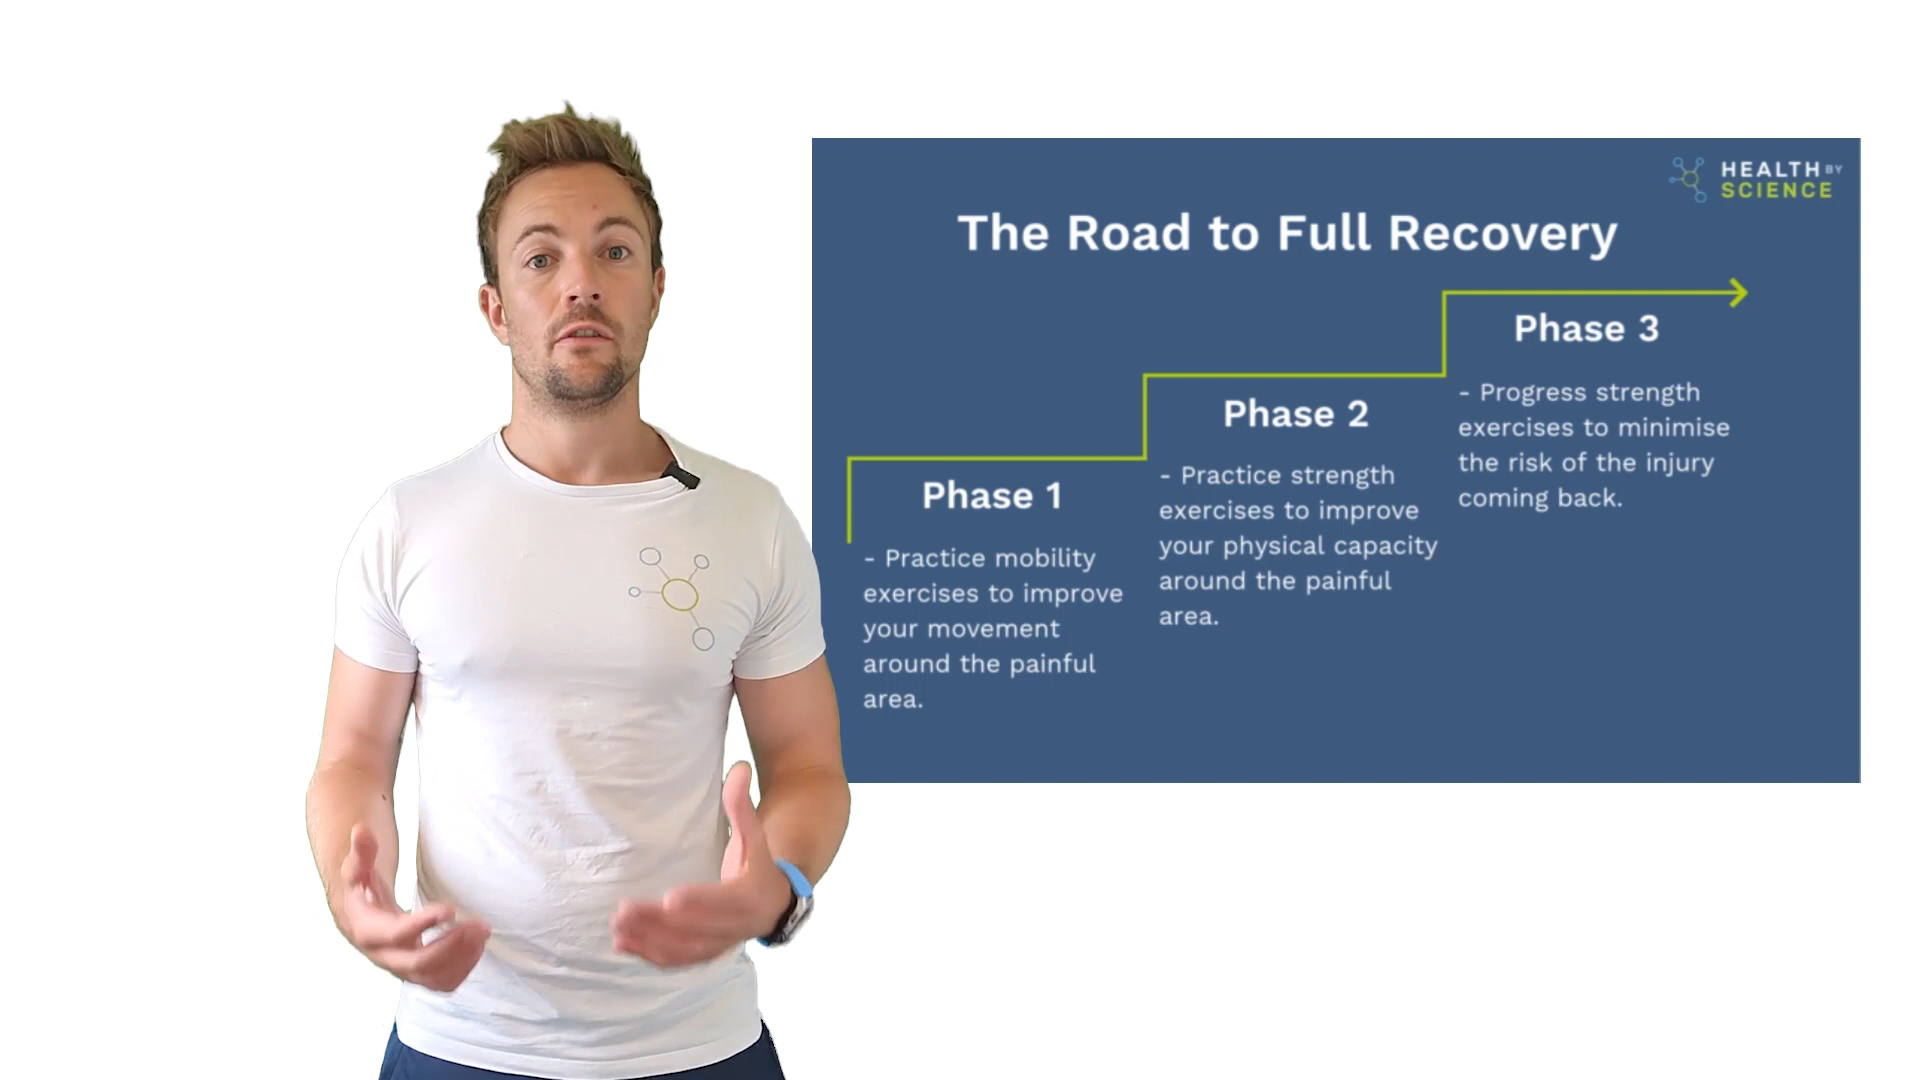 HEALTH BY
SCIENCE
The Road to Full Recovery
Phase 1
- Practice mobility
exercises to improve
your movement
around the painful
area.
Phase 2
- Practice strength
exercises to improve
your physical capacity
around the painful
area.
Phase 3
- Progress strength
exercises to minimise
the risk of the injury
coming back.